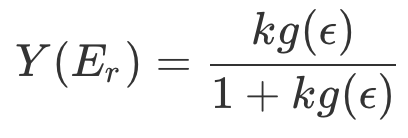 Y(E_r) = \frac{kg(\epsilon)}{1 + kg(\epsilon)}